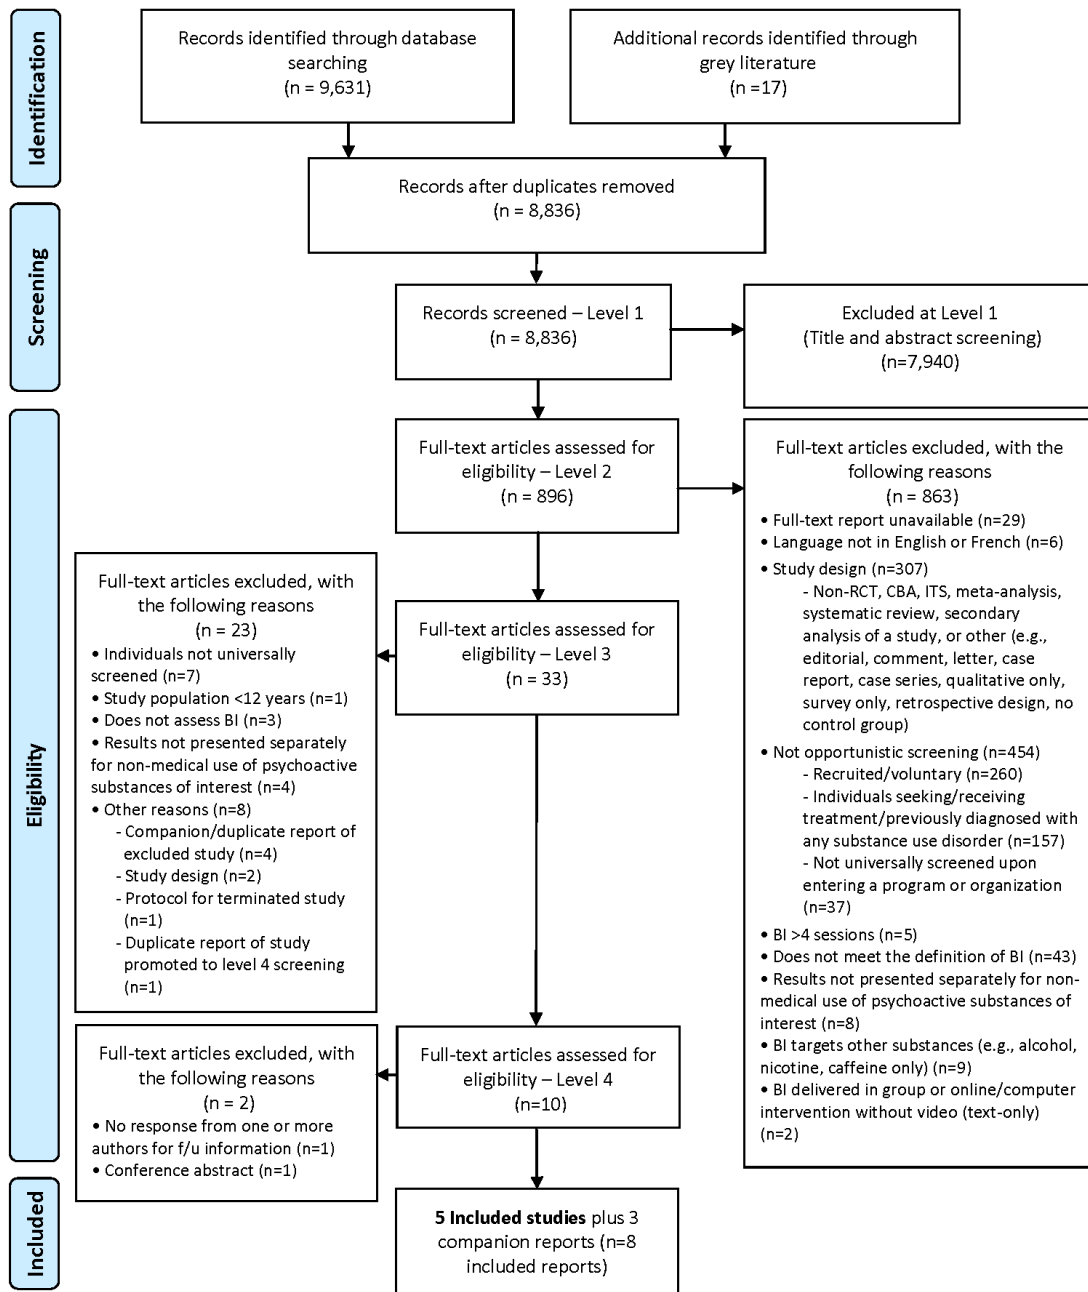 Identification
Records identified through database
searching
(n = 9,631)
Additional records identified through
grey literature
(n =17)
Records after duplicates removed
(n = 8,836)
Screening
Records screened – Level 1
(n = 8,836)
Excluded at Level 1
(Title and abstract screening)
(n=7,940)
Eligibility
Full-text articles assessed for
eligibility – Level 2
(n = 896)
Full-text articles excluded, with the
following reasons
(n = 863)
• Full-text report unavailable (n=29)
• Language not in English or French (n=6)
• Study design (n=307)
- Non-RCT, CBA, ITS, meta-analysis,
systematic review, secondary
analysis of a study, or other (e.g.,
editorial, comment, letter, case
report, case series, qualitative only,
survey only, retrospective design, no
control group)
• Not opportunistic screening (n=454)
- Recruited/voluntary (n=260)
- Individuals seeking/receiving
treatment/previously diagnosed with
any substance use disorder (n=157)
- Not universally screened upon
entering a program or organization
(n=37)
• BI >4 sessions (n=5)
• Does not meet the definition of BI (n=43)
• Results not presented separately for non-
medical use of psychoactive substances of
interest (n=8)
• BI targets other substances (e.g., alcohol,
nicotine, caffeine only) (n=9)
• BI delivered in group or online/computer
intervention without video (text-only)
(n=2)
Full-text articles excluded, with
the following reasons
(n = 23)
• Individuals not universally
screened (n=7)
• Study population <12 years (n=1)
• Does not assess BI (n=3)
• Results not presented separately
for non-medical use of psychoactive
substances of interest (n=4)
• Other reasons (n=8)
- Companion/duplicate report of
excluded study (n=4)
- Study design (n=2)
- Protocol for terminated study
(n=1)
- Duplicate report of study
promoted to level 4 screening
(n=1)
Full-text articles assessed for
eligibility – Level 3
(n = 33)
Full-text articles excluded, with
the following reasons
(n = 2)
• No response from one or more
authors for f/u information (n=1)
• Conference abstract (n=1)
Full-text articles assessed for
eligibility – Level 4
(n=10)
Included
5 Included studies plus 3
companion reports (n=8
included reports)